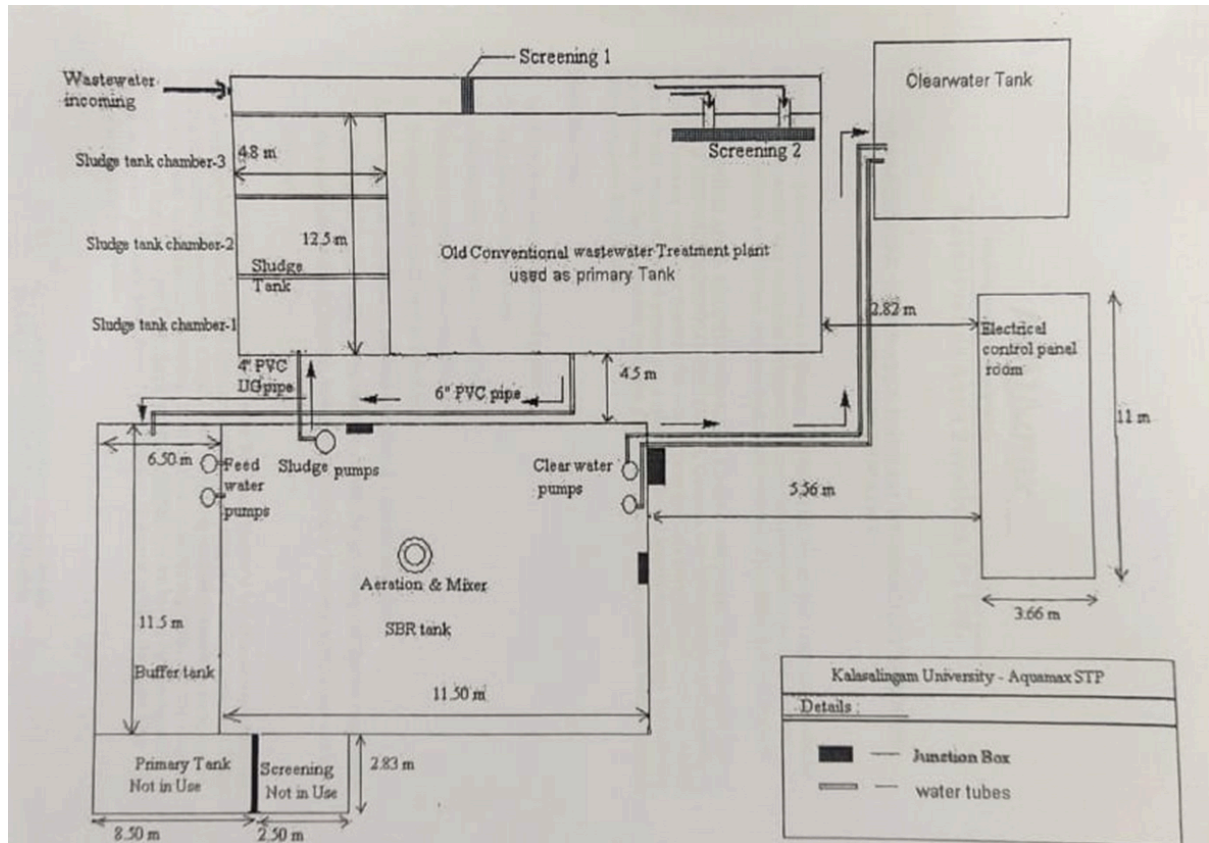 Screening 1
Wastewater
incoming
Clearwater Tank
Screening 2
Sludge tank chamber-3
4.8 m
Sludge tank chamber-2
12.5 m
Sludge
Tank
Old Conventional wastewater Treatment plant
used as primary Tank
Sludge tank chamber-1
2.82 m
Electrical
control panel
room
4" PVC
UG pipe
6" PVC pipe
4.5 m
11 m
6.50 m
Feed
water
pumps
Sludge pumps
Clear water
pumps
5.56 m
Aeration & Mixer
SBR tank
3.66 m
11.5 m
Buffer tank
11.50 m
Kalasalingam University - Aquamax STP
Details :
Junction Box
water tubes
Primary Tank
Not in Use
Screening
Not in Use
2.83 m
8.50 m
2.50 m